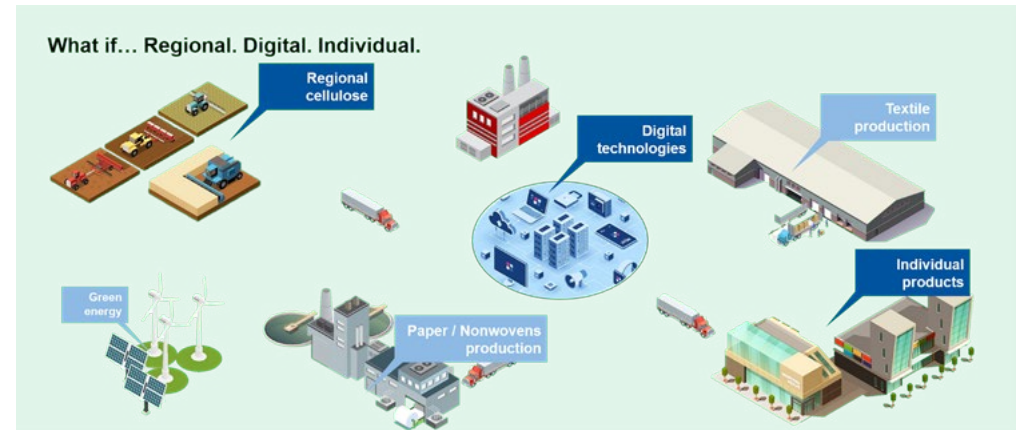 What if… Regional. Digital. Individual.
Regional
cellulose
Digital
technologies
Textile
production
Green
energy
Paper / Nonwovens
production
Individual
products